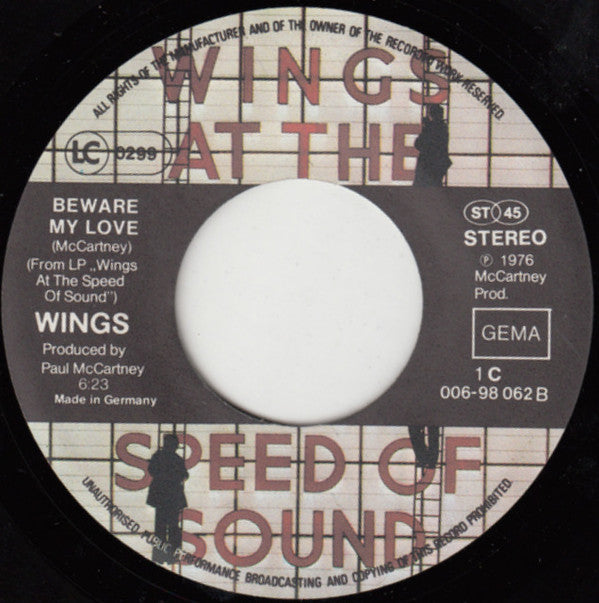 ALL RIGHTS OF THE MANUFACTURER AND OF THE OWNER OF THE RECORDED WORK RESERVED
WINGS
AT THE
LC 0299
BEWARE
MY LOVE
(McCartney)
(From LP „Wings
At The Speed
Of Sound")
WINGS
Produced by
Paul McCartney
6:23
Made in Germany
ST 45
STEREO
℗ 1976
McCartney
Prod.
GEMA
1 C
006-98 062 B
SPEED OF
SOUND
UNAUTHORISED PUBLIC PERFORMANCE BROADCASTING AND COPYING OF THIS RECORD PROHIBITED